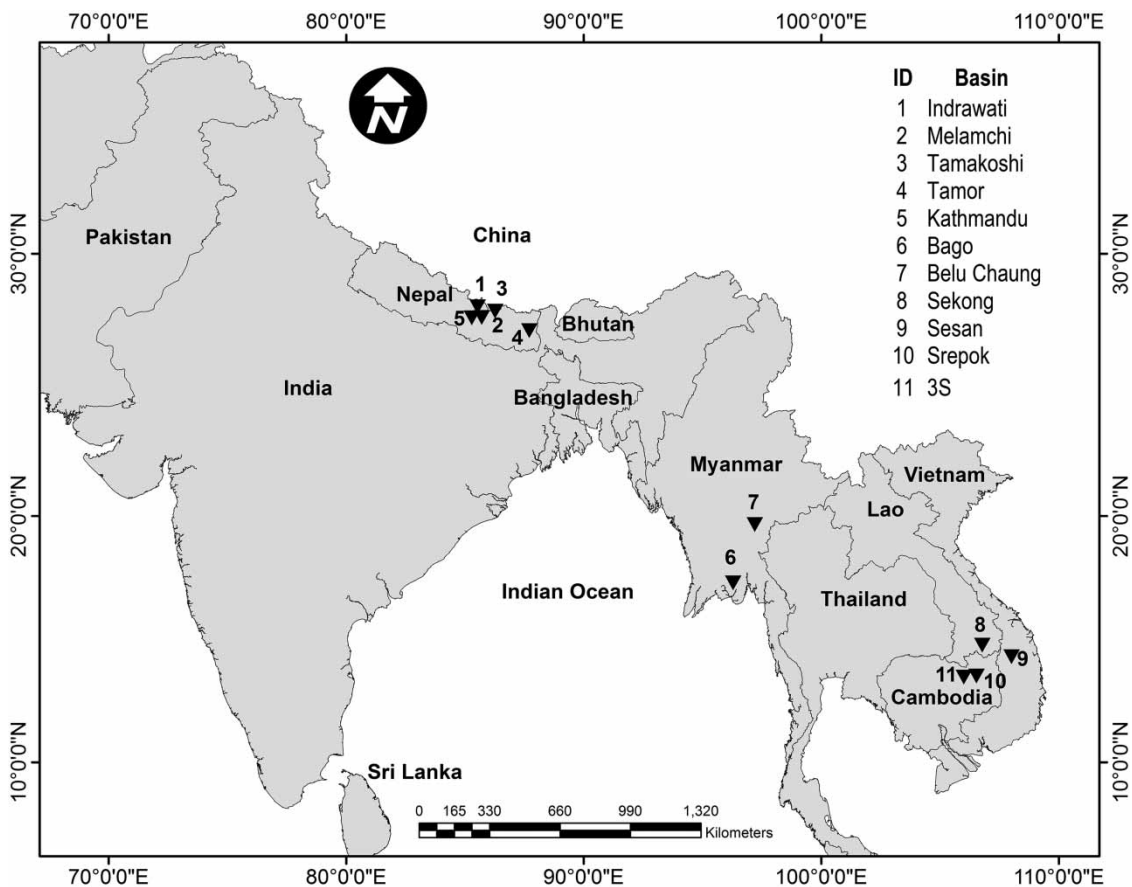 70°0'0"E 80°0'0"E 90°0'0"E 100°0'0"E 110°0'0"E
ID Basin
1 Indrawati
2 Melamchi
3 Tamakoshi
4 Tamor
5 Kathmandu
6 Bago
7 Belu Chaung
8 Sekong
9 Sesan
10 Srepok
11 3S
N
30°0'0"N
20°0'0"N
10°0'0"N
Pakistan
China
Nepal
1
3
5
2
4
Bhutan
India
Bangladesh
Myanmar
Vietnam
Lao
7
6
Indian Ocean
Thailand
8
9
11
10
Cambodia
Sri Lanka
0 165 330 660 990 1,320
Kilometers
30°0'0"N
20°0'0"N
10°0'0"N
70°0'0"E 80°0'0"E 90°0'0"E 100°0'0"E 110°0'0"E